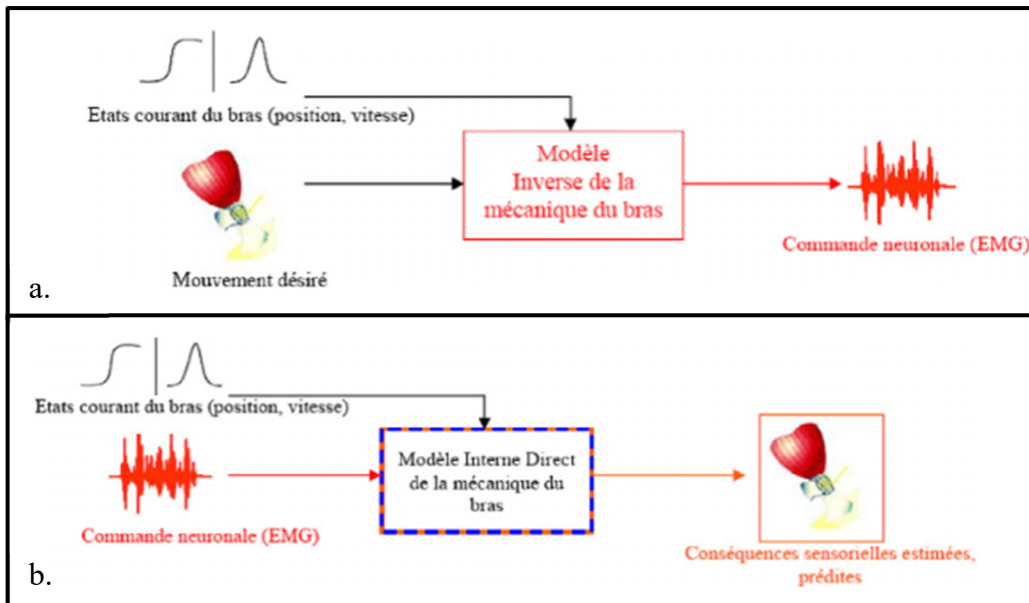 Etats courant du bras (position, vitesse)
Modèle
Inverse de la
mécanique du bras
Commande neuronale (EMG)
Mouvement désiré
a.
Etats courant du bras (position, vitesse)
Modèle Interne Direct
de la mécanique du
bras
Commande neuronale (EMG)
Conséquences sensorielles estimées,
prédites
b.